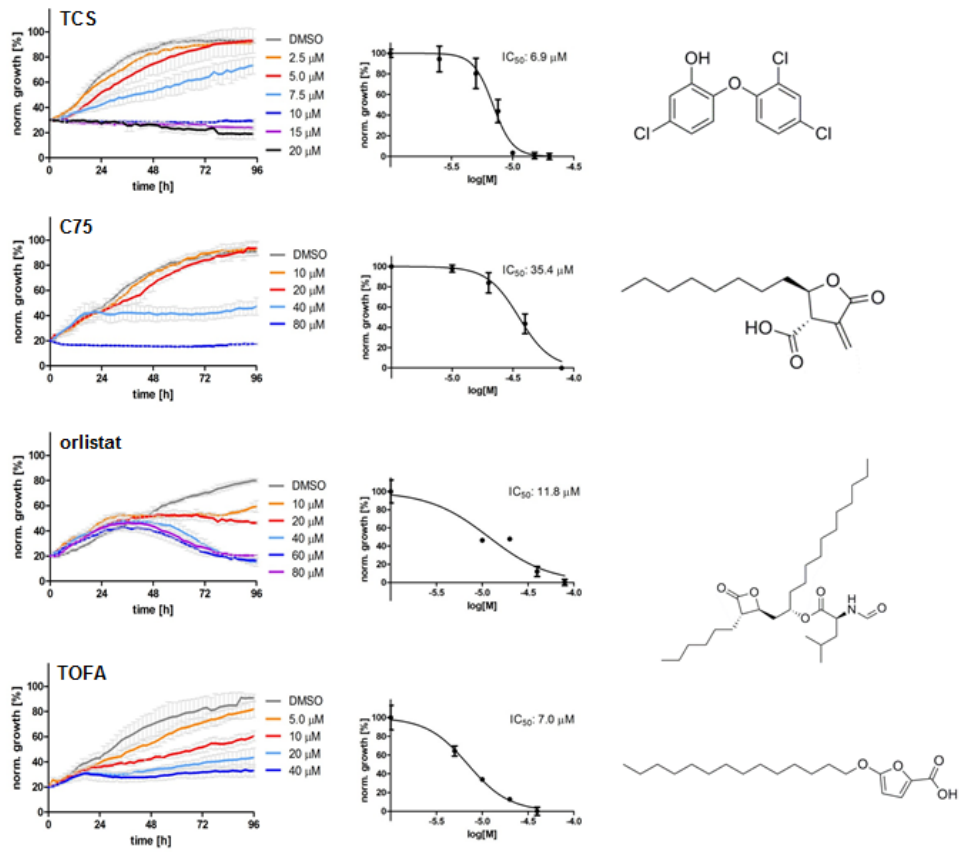 TCS
norm. growth [%]
100
80
60
40
20
0
0 24 48 72 96
time [h]
DMSO
2.5 µM
5.0 µM
7.5 µM
10 µM
15 µM
20 µM
norm. growth [%]
100
80
60
40
20
0
IC50: 6.9 µM
-5.5 -5.0 -4.5
log[M]
OH
O
Cl
Cl
Cl
C75
norm. growth [%]
100
80
60
40
20
0
0 24 48 72 96
time [h]
DMSO
10 µM
20 µM
40 µM
80 µM
norm. growth [%]
100
80
60
40
20
0
IC50: 35.4 µM
-5.0 -4.5 -4.0
log[M]
O
O
HO
O
orlistat
norm. growth [%]
100
80
60
40
20
0
0 24 48 72 96
time [h]
DMSO
10 µM
20 µM
40 µM
60 µM
80 µM
norm. growth [%]
100
80
60
40
20
0
IC50: 11.8 µM
-5.5 -5.0 -4.5 -4.0
log[M]
O
O
O
O
H
N
O
TOFA
norm. growth [%]
100
80
60
40
20
0
0 24 48 72 96
time [h]
DMSO
5.0 µM
10 µM
20 µM
40 µM
norm. growth [%]
100
80
60
40
20
0
IC50: 7.0 µM
-5.5 -5.0 -4.5 -4.0
log[M]
O
O
O
OH